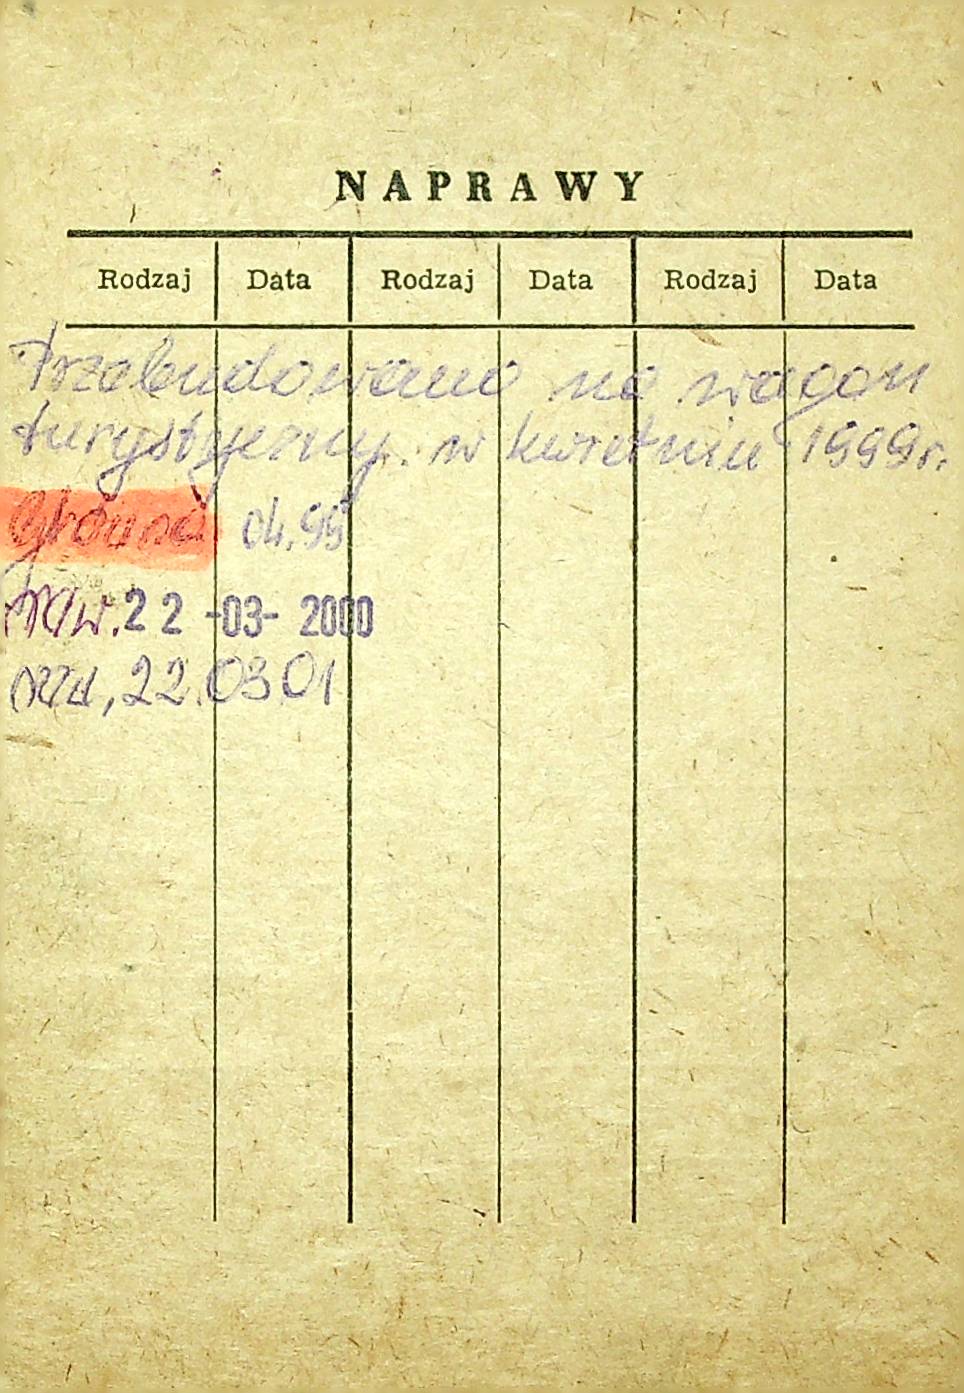 NAPRAWY
Rodzaj Data Rodzaj Data Rodzaj Data
Przebudowano na wagon
turystyczny. w kwietniu 1999r.
Główna 04.99
22 -03- 2000
22.03 01